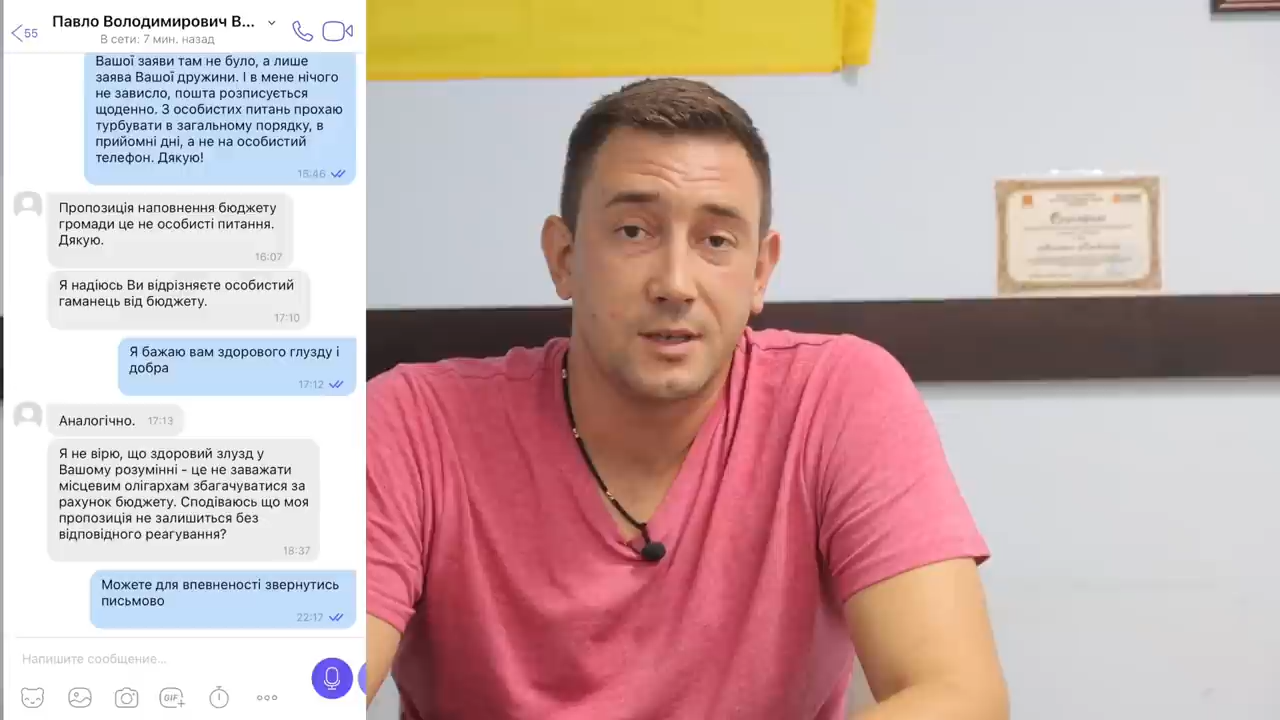 55
Павло Володимирович В...
В сети: 7 мин. назад
Вашої заяви там не було, а лише
заява Вашої дружини. І в мене нічого
не зависло, пошта розписується
щоденно. З особистих питань прохаю
турбувати в загальному порядку, в
прийомні дні, а не на особистий
телефон. Дякую!
15:46
Пропозиція наповнення бюджету
громади це не особисті питання.
Дякую.
16:07
Я надіюсь Ви відрізняєте особистий
гаманець від бюджету.
17:10
Я бажаю вам здорового глузду і
добра
17:12
Аналогічно.
17:13
Я не вірю, що здоровий злузд у
Вашому розумінні - це не заважати
місцевим олігархам збагачуватися за
рахунок бюджету. Сподіваюсь що моя
пропозиція не залишиться без
відповідного реагування?
18:37
Можете для впевненості звернутись
письмово
22:17
Напишите сообщение...
GIF